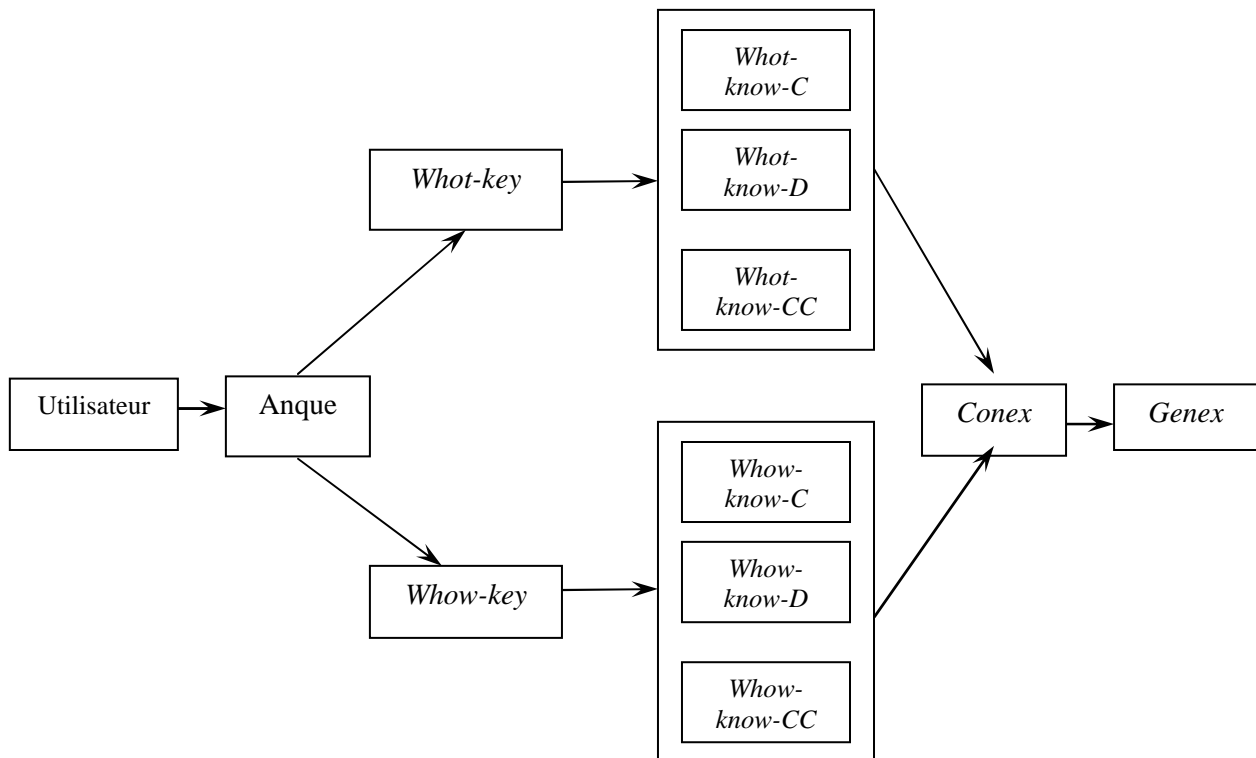 Whot-
know-C
Whot-
know-D
Whot-key
Whot-
know-CC
Utilisateur
Anque
Conex
Genex
Whow-
know-C
Whow-key
Whow-
know-D
Whow-
know-CC